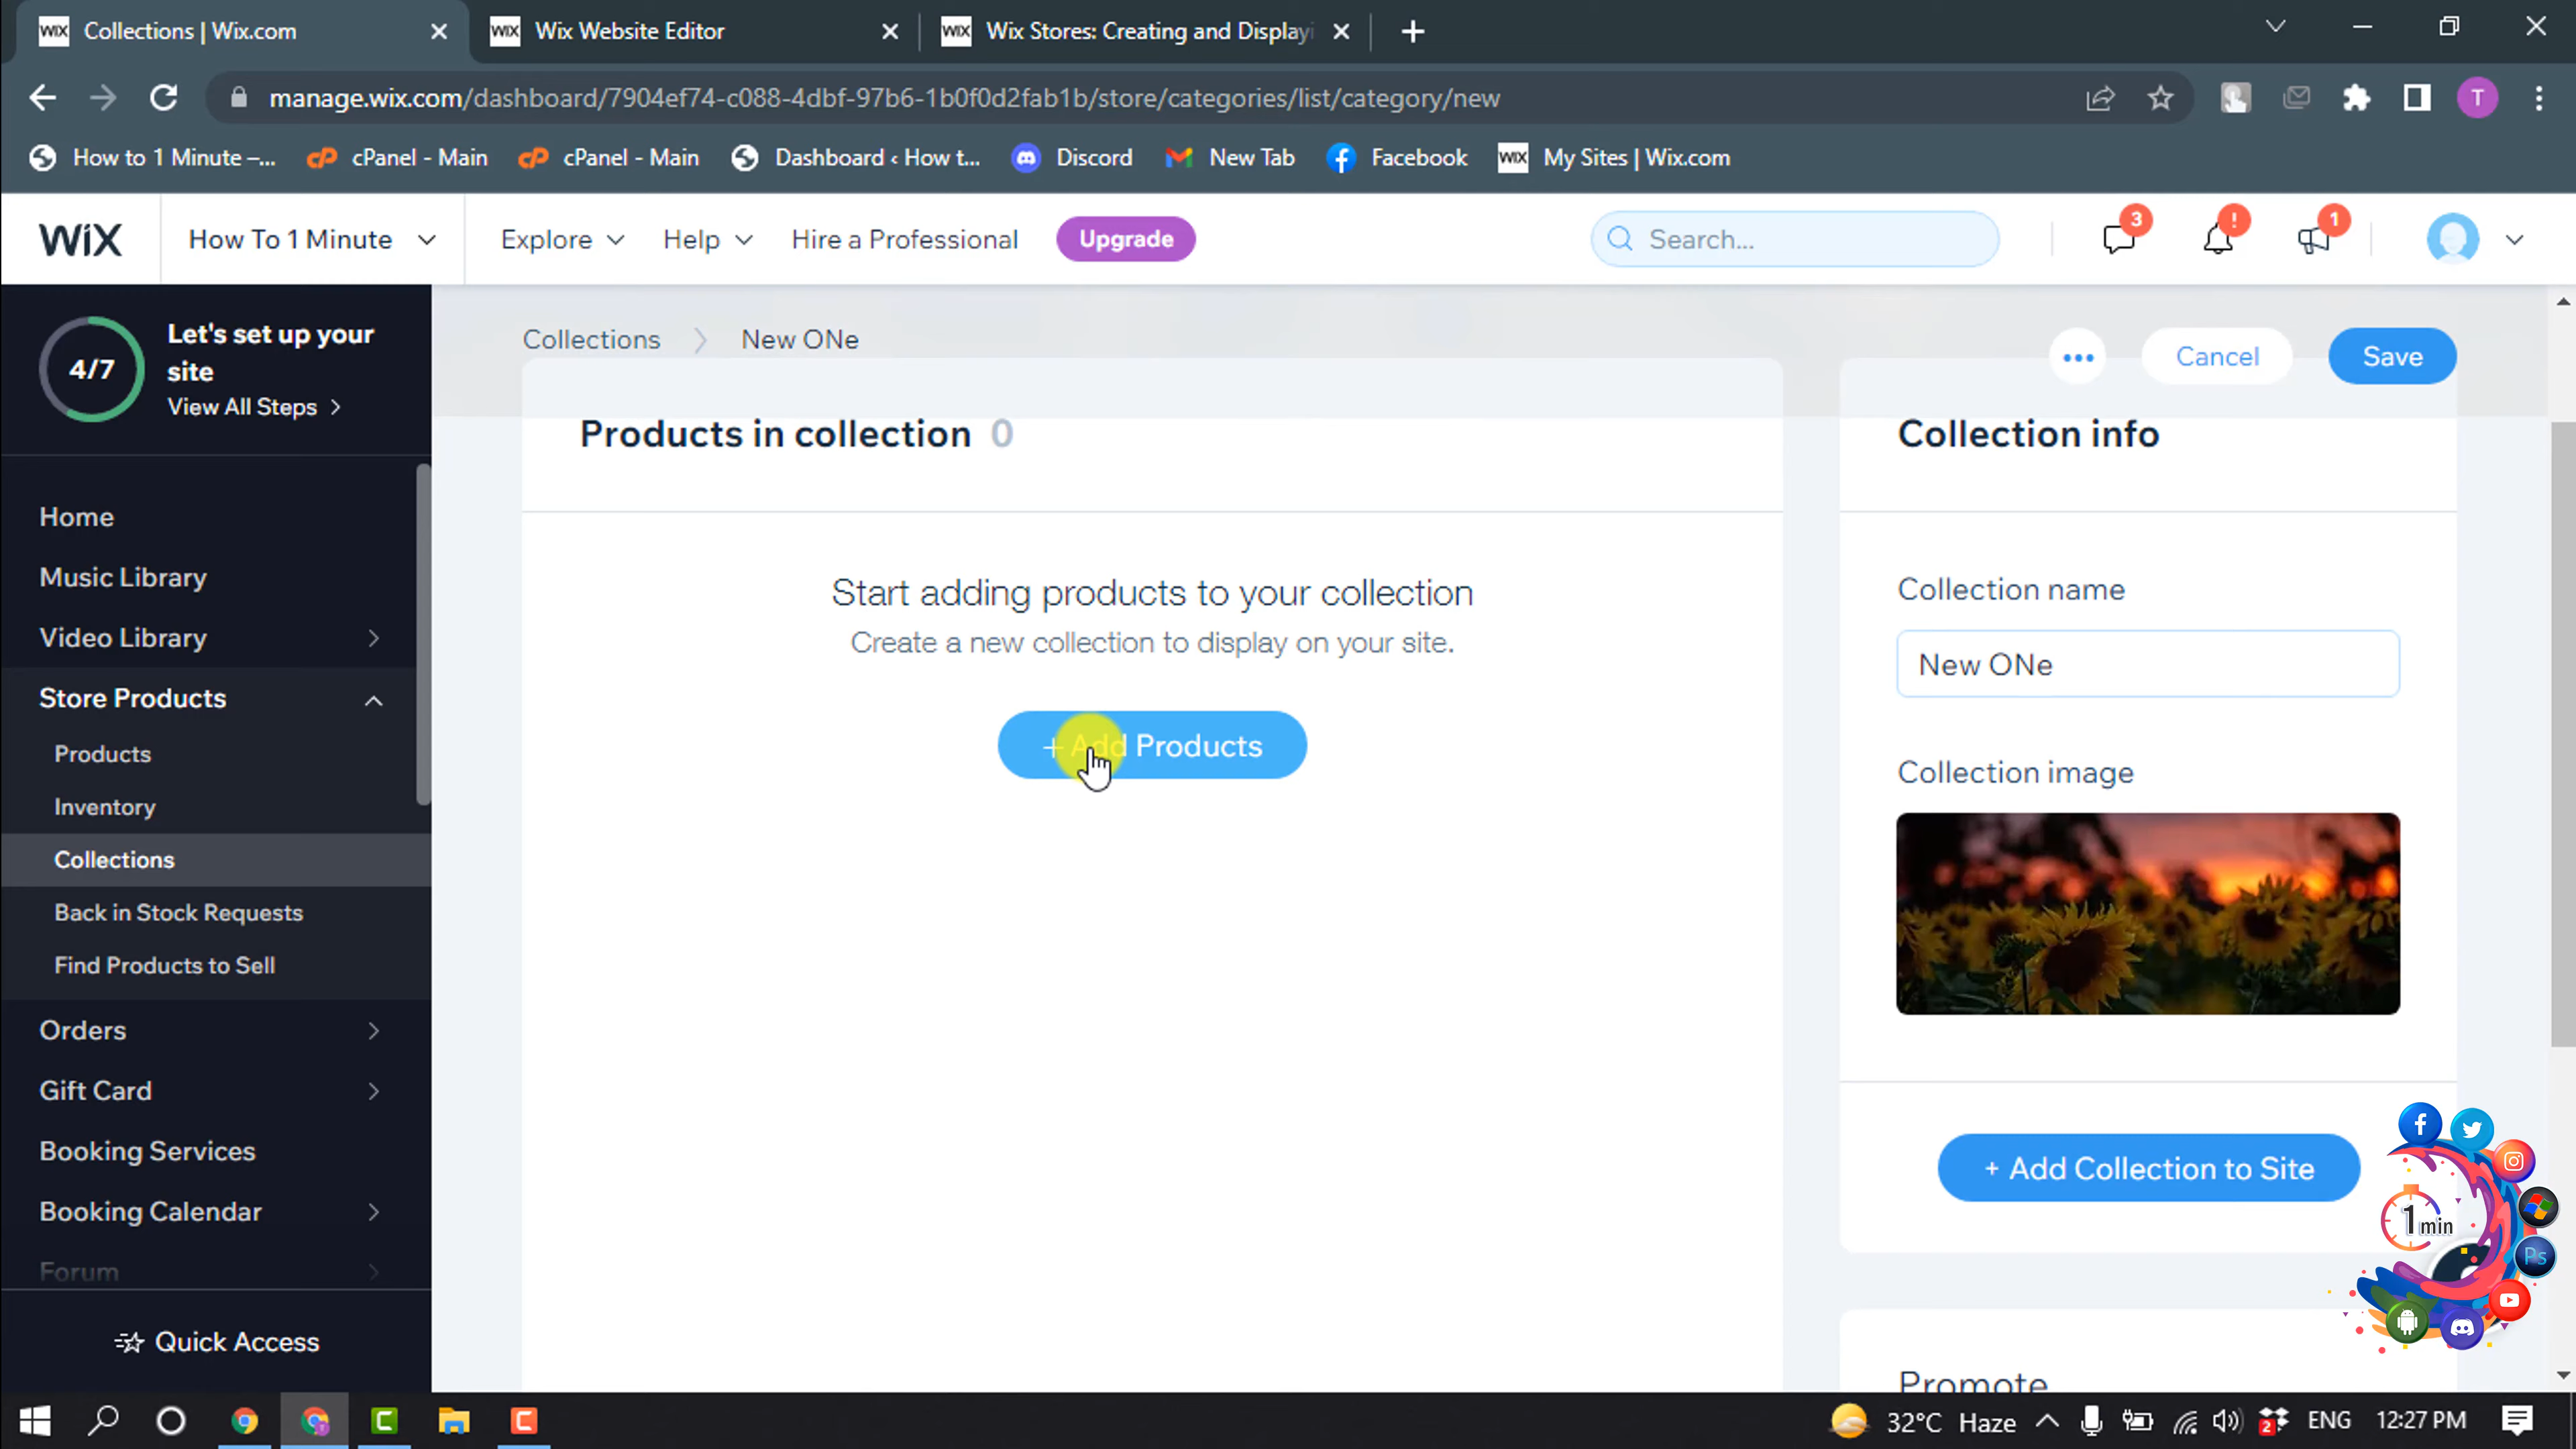 Collections | Wix.com
Wix Website Editor
Wix Stores: Creating and Displayi
manage.wix.com/dashboard/7904ef74-c088-4dbf-97b6-1b0f0d2fab1b/store/categories/list/category/new
T
How to 1 Minute –...
cPanel - Main
cPanel - Main
Dashboard ‹ How t...
Discord
New Tab
Facebook
My Sites | Wix.com
WiX
How To 1 Minute
Explore
Help
Hire a Professional
Upgrade
Search...
3
!
1
4/7
Let's set up your site
View All Steps
Home
Music Library
Video Library
Store Products
Products
Inventory
Collections
Back in Stock Requests
Find Products to Sell
Orders
Gift Card
Booking Services
Booking Calendar
Forum
Quick Access
Collections
New ONe
Cancel
Save
Products in collection 0
Start adding products to your collection
Create a new collection to display on your site.
+ Add Products
Collection info
Collection name
New ONe
Collection image
+ Add Collection to Site
1 min
Ps
Promote
32°C Haze
2
ENG
12:27 PM